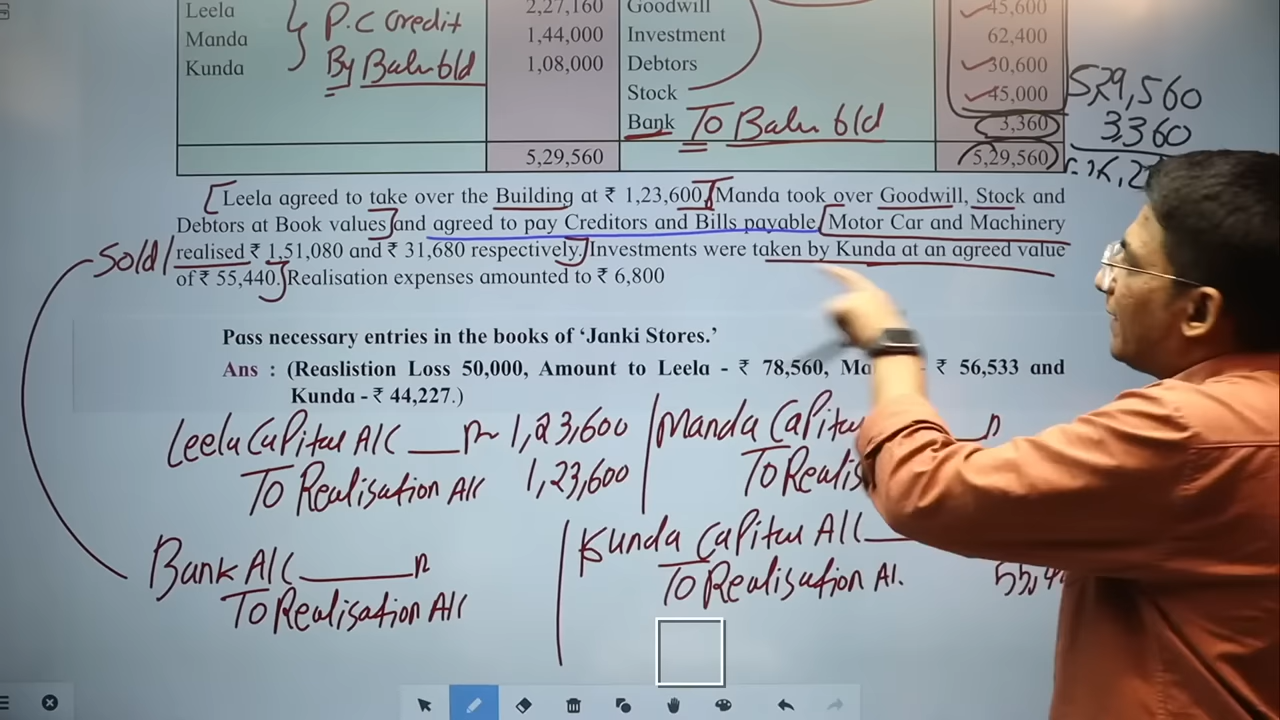 Leela 2,27,160 Goodwill 45,600
Manda P.C Credit 1,44,000 Investment 62,400
Kunda By Baln b/d 1,08,000 Debtors 30,600
Stock 45,000
Bank To Baln b/d 3,360
5,29,560 5,29,560
5,29,560
3,360
Leela agreed to take over the Building at ₹ 1,23,600. Manda took over Goodwill, Stock and
Debtors at Book values and agreed to pay Creditors and Bills payable. Motor Car and Machinery
Sold/ realised ₹ 1,51,080 and ₹ 31,680 respectively. Investments were taken by Kunda at an agreed value
of ₹ 55,440. Realisation expenses amounted to ₹ 6,800
Pass necessary entries in the books of ‘Janki Stores.’
Ans : (Reaslistion Loss 50,000, Amount to Leela - ₹ 78,560, Ma ₹ 56,533 and
Kunda - ₹ 44,227.)
Leela Capital A/C 1,23,600
To Realisation A/c 1,23,600
Manda Capital
To Realis
Bank A/C
To Realisation A/C
Kunda Capital A/C
To Realisation A/. 55,4